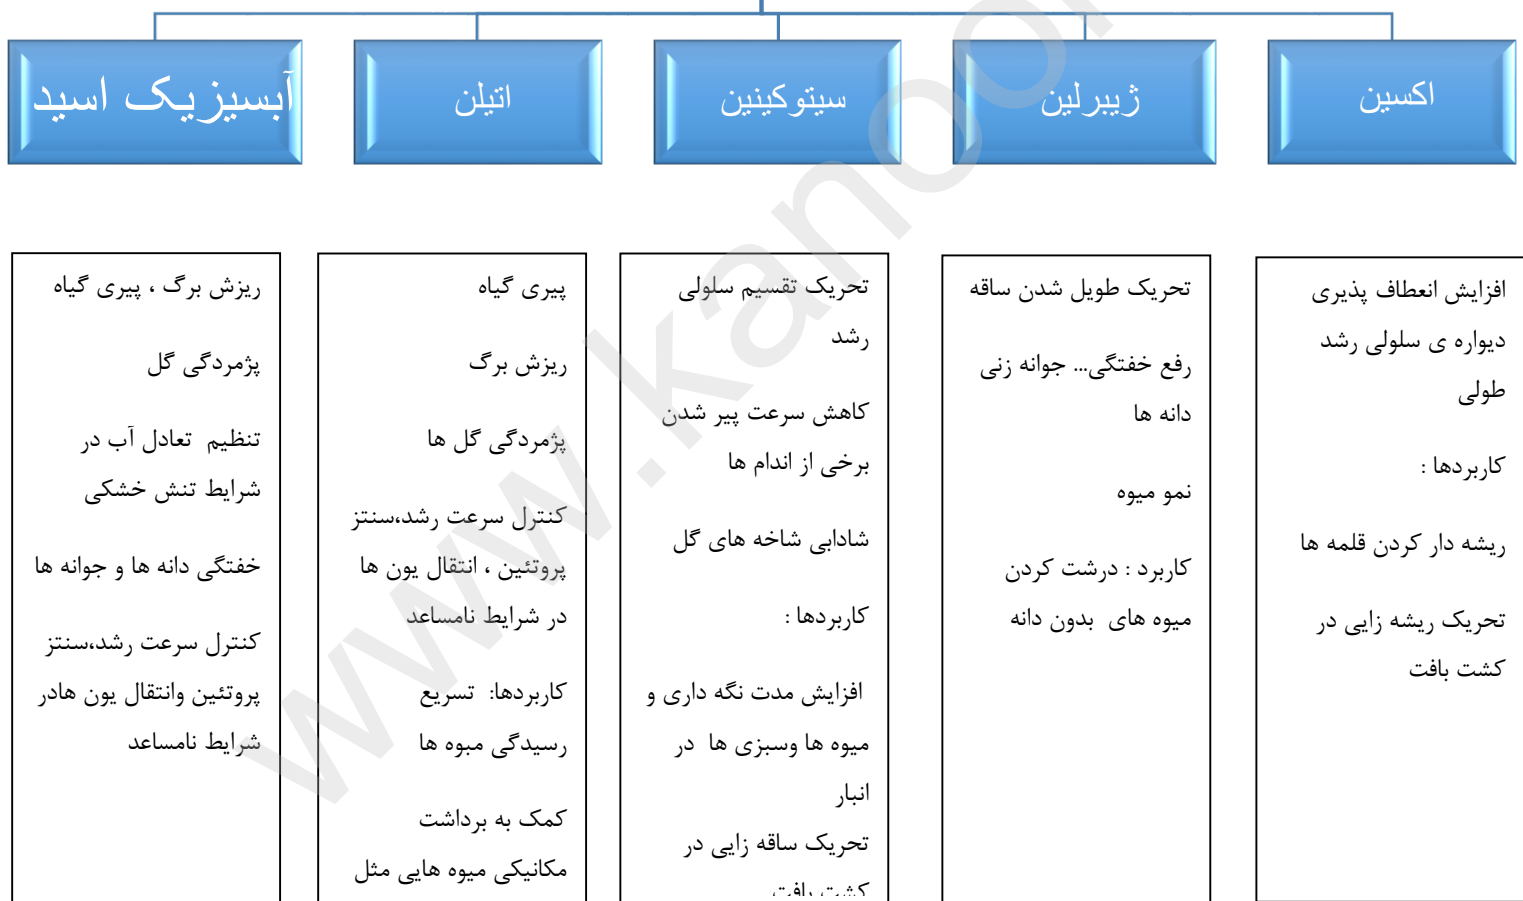 اکسین
ژیبرلین
سیتوکینین
اتیلن
آبسیزیک اسید
افزایش انعطاف پذیری
دیواره ی سلولی رشد
طولی
کاربردها :
ریشه دار کردن قلمه ها
تحریک ریشه زایی در
کشت بافت
تحریک طویل شدن ساقه
رفع خفتگی... جوانه زنی
دانه ها
نمو میوه
کاربرد : درشت کردن
میوه های بدون دانه
تحریک تقسیم سلولی
رشد
کاهش سرعت پیر شدن
برخی از اندام ها
شادابی شاخه های گل
کاربردها :
افزایش مدت نگه داری و
میوه ها وسبزی ها در
انبار
تحریک ساقه زایی در
کشت بافت
پیری گیاه
ریزش برگ
پژمردگی گل ها
کنترل سرعت رشد،سنتز
پروتئین ، انتقال یون ها
در شرایط نامساعد
کاربردها: تسریع
رسیدگی مبوه ها
کمک به برداشت
مکانیکی میوه هایی مثل
ریزش برگ ، پیری گیاه
پژمردگی گل
تنظیم تعادل آب در
شرایط تنش خشکی
خفتگی دانه ها و جوانه ها
کنترل سرعت رشد،سنتز
پروتئین وانتقال یون هادر
شرایط نامساعد
www.kanoo